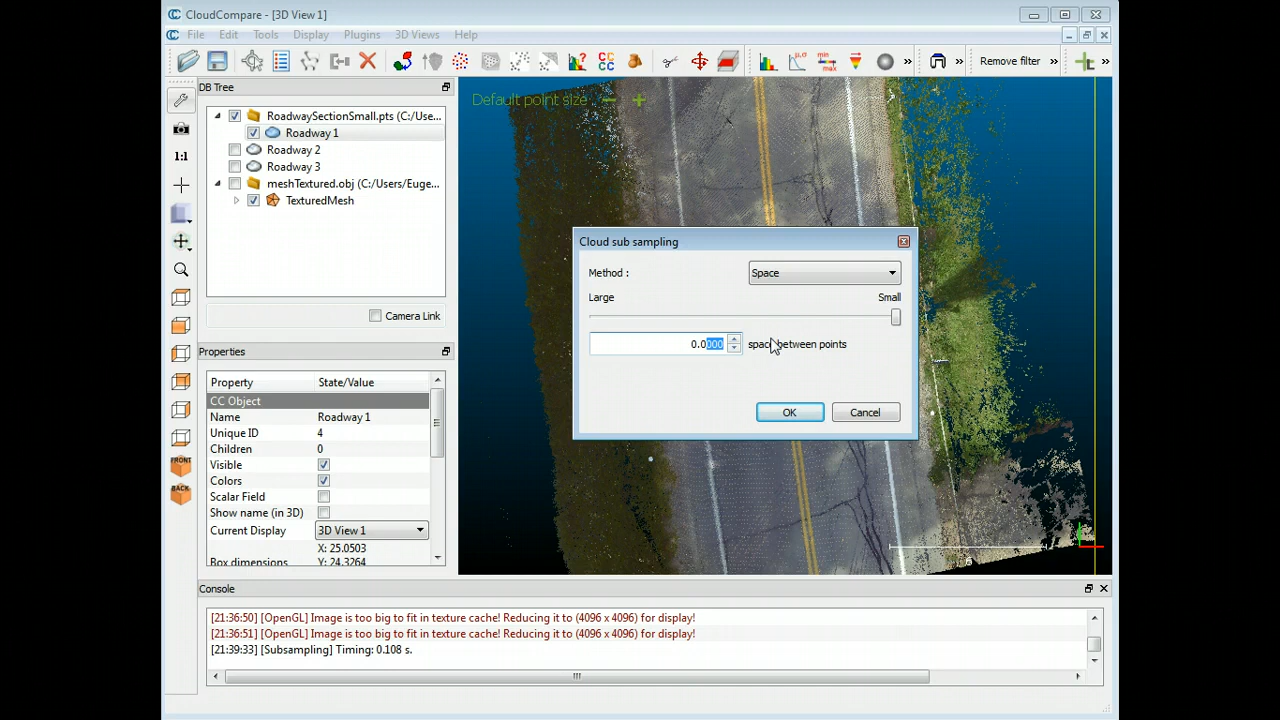 CloudCompare - [3D View 1]
File Edit Tools Display Plugins 3D Views Help
CC
CC
min
max
»
»
Remove filter »
»
DB Tree
RoadwaySectionSmall.pts (C:/Use...
Roadway 1
Roadway 2
Roadway 3
meshTextured.obj (C:/Users/Euge...
TexturedMesh
Camera Link
1:1
FRONT
BACK
Default point size
Cloud sub sampling
Method :
Space
Large
Small
0.0000
space between points
OK
Cancel
Properties
Property State/Value
CC Object
Name Roadway 1
Unique ID 4
Children 0
Visible
Colors
Scalar Field
Show name (in 3D)
Current Display 3D View 1
X: 25.0503
Box dimensions Y: 24.3264
Console
[21:36:50] [OpenGL] Image is too big to fit in texture cache! Reducing it to (4096 x 4096) for display!
[21:36:51] [OpenGL] Image is too big to fit in texture cache! Reducing it to (4096 x 4096) for display!
[21:39:33] [Subsampling] Timing: 0.108 s.